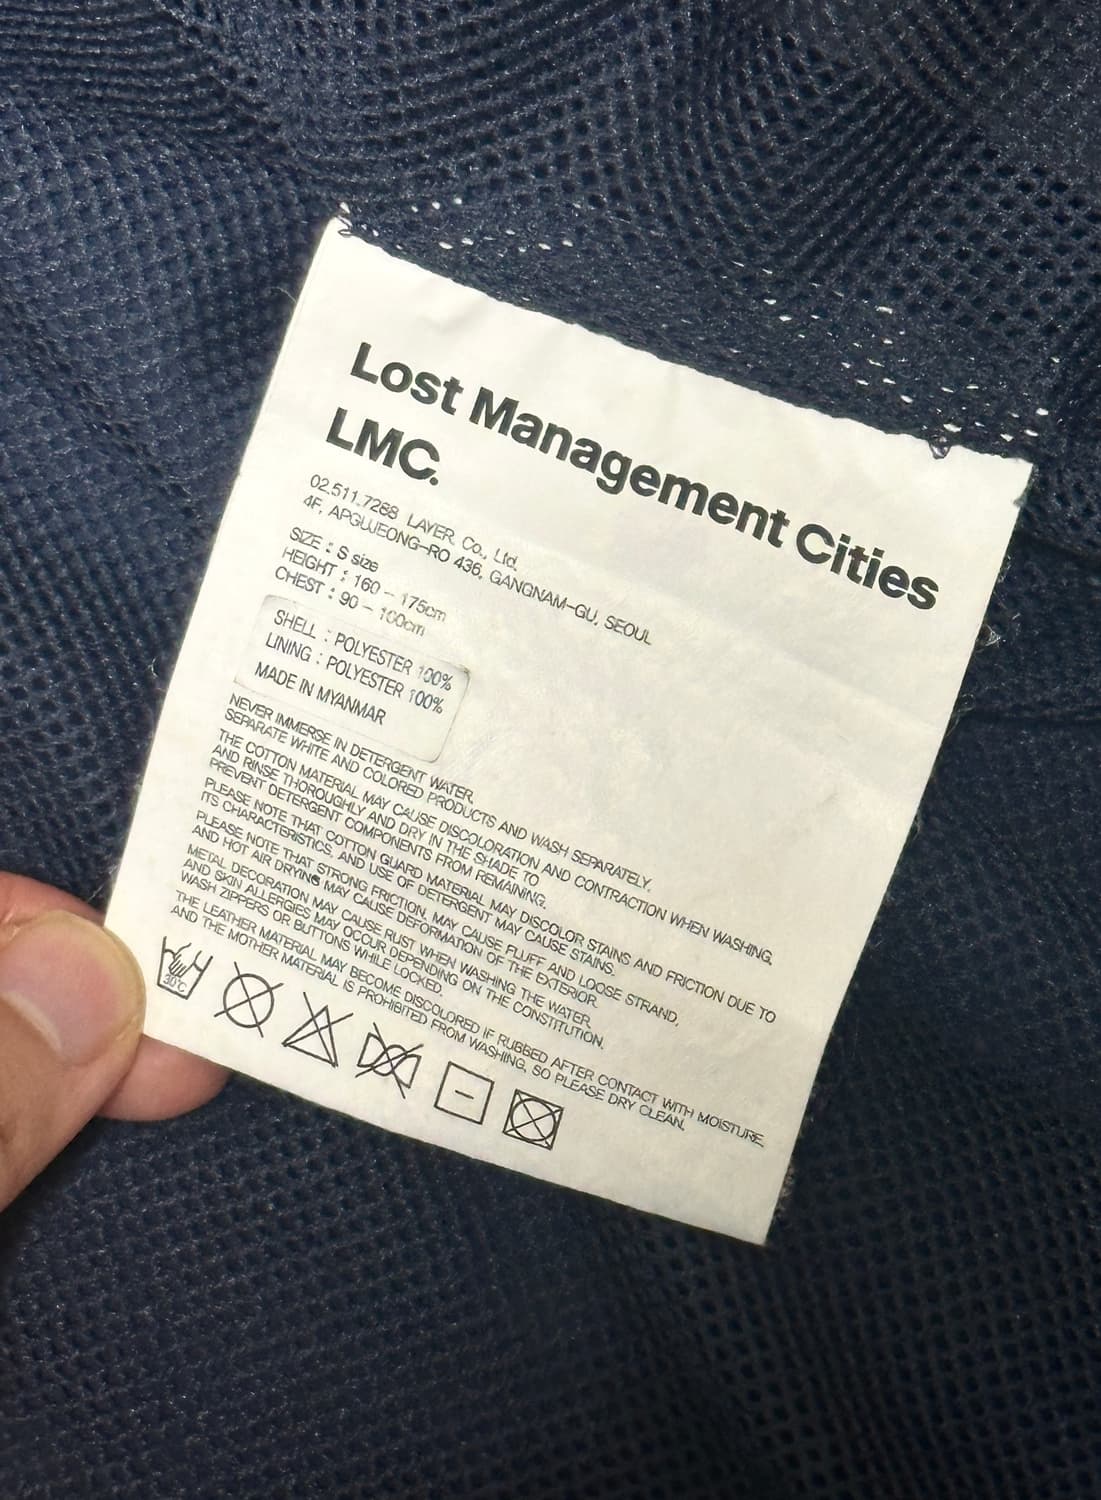 Lost Management Cities
LMC.
02.511.7268 LAYER Co., Ltd.
4F, APGUJEONG-RO 436, GANGNAM-GU, SEOUL
SIZE : S size
HEIGHT : 160 - 175cm
CHEST : 90 - 100cm
SHELL : POLYESTER 100%
LINING : POLYESTER 100%
MADE IN MYANMAR
NEVER IMMERSE IN DETERGENT WATER.
SEPARATE WHITE AND COLORED PRODUCTS AND WASH SEPARATELY.
THE COTTON MATERIAL MAY CAUSE DISCOLORATION AND CONTRACTION WHEN WASHING.
AND RINSE THOROUGHLY AND DRY IN THE SHADE TO
PREVENT DETERGENT COMPONENTS FROM REMAINING.
PLEASE NOTE THAT COTTON GUARD MATERIAL MAY DISCOLOR STAINS AND FRICTION DUE TO
ITS CHARACTERISTICS, AND USE OF DETERGENT MAY CAUSE STAINS.
PLEASE NOTE THAT STRONG FRICTION, MAY CAUSE FLUFF AND LOOSE STRAND,
AND HOT AIR DRYING MAY CAUSE DEFORMATION OF THE EXTERIOR.
METAL DECORATION MAY CAUSE RUST WHEN WASHING THE WATER,
AND SKIN ALLERGIES MAY OCCUR DEPENDING ON THE CONSTITUTION.
WASH ZIPPERS OR BUTTONS WHILE LOCKED.
THE LEATHER MATERIAL MAY BECOME DISCOLORED IF RUBBED AFTER CONTACT WITH MOISTURE,
AND THE MOTHER MATERIAL IS PROHIBITED FROM WASHING, SO PLEASE DRY CLEAN.
30°C